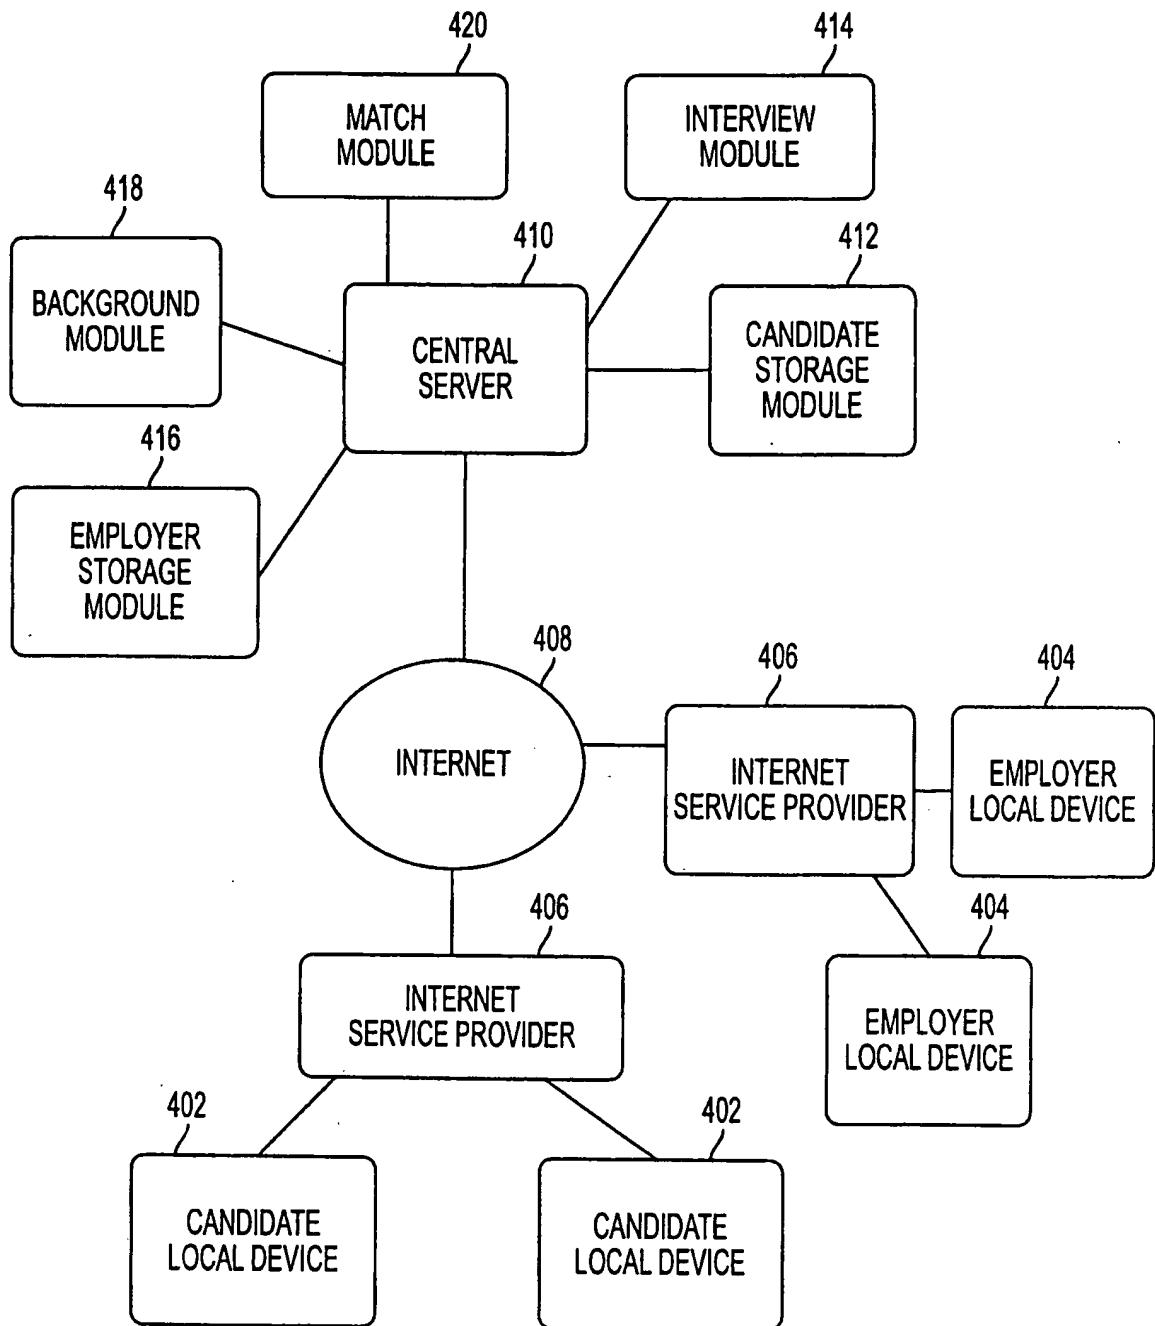 420
MATCH
MODULE
414
INTERVIEW
MODULE
418
BACKGROUND
MODULE
410
CENTRAL
SERVER
412
CANDIDATE
STORAGE
MODULE
416
EMPLOYER
STORAGE
MODULE
408
INTERNET
406
INTERNET
SERVICE PROVIDER
404
EMPLOYER
LOCAL DEVICE
404
EMPLOYER
LOCAL DEVICE
406
INTERNET
SERVICE PROVIDER
402
CANDIDATE
LOCAL DEVICE
402
CANDIDATE
LOCAL DEVICE